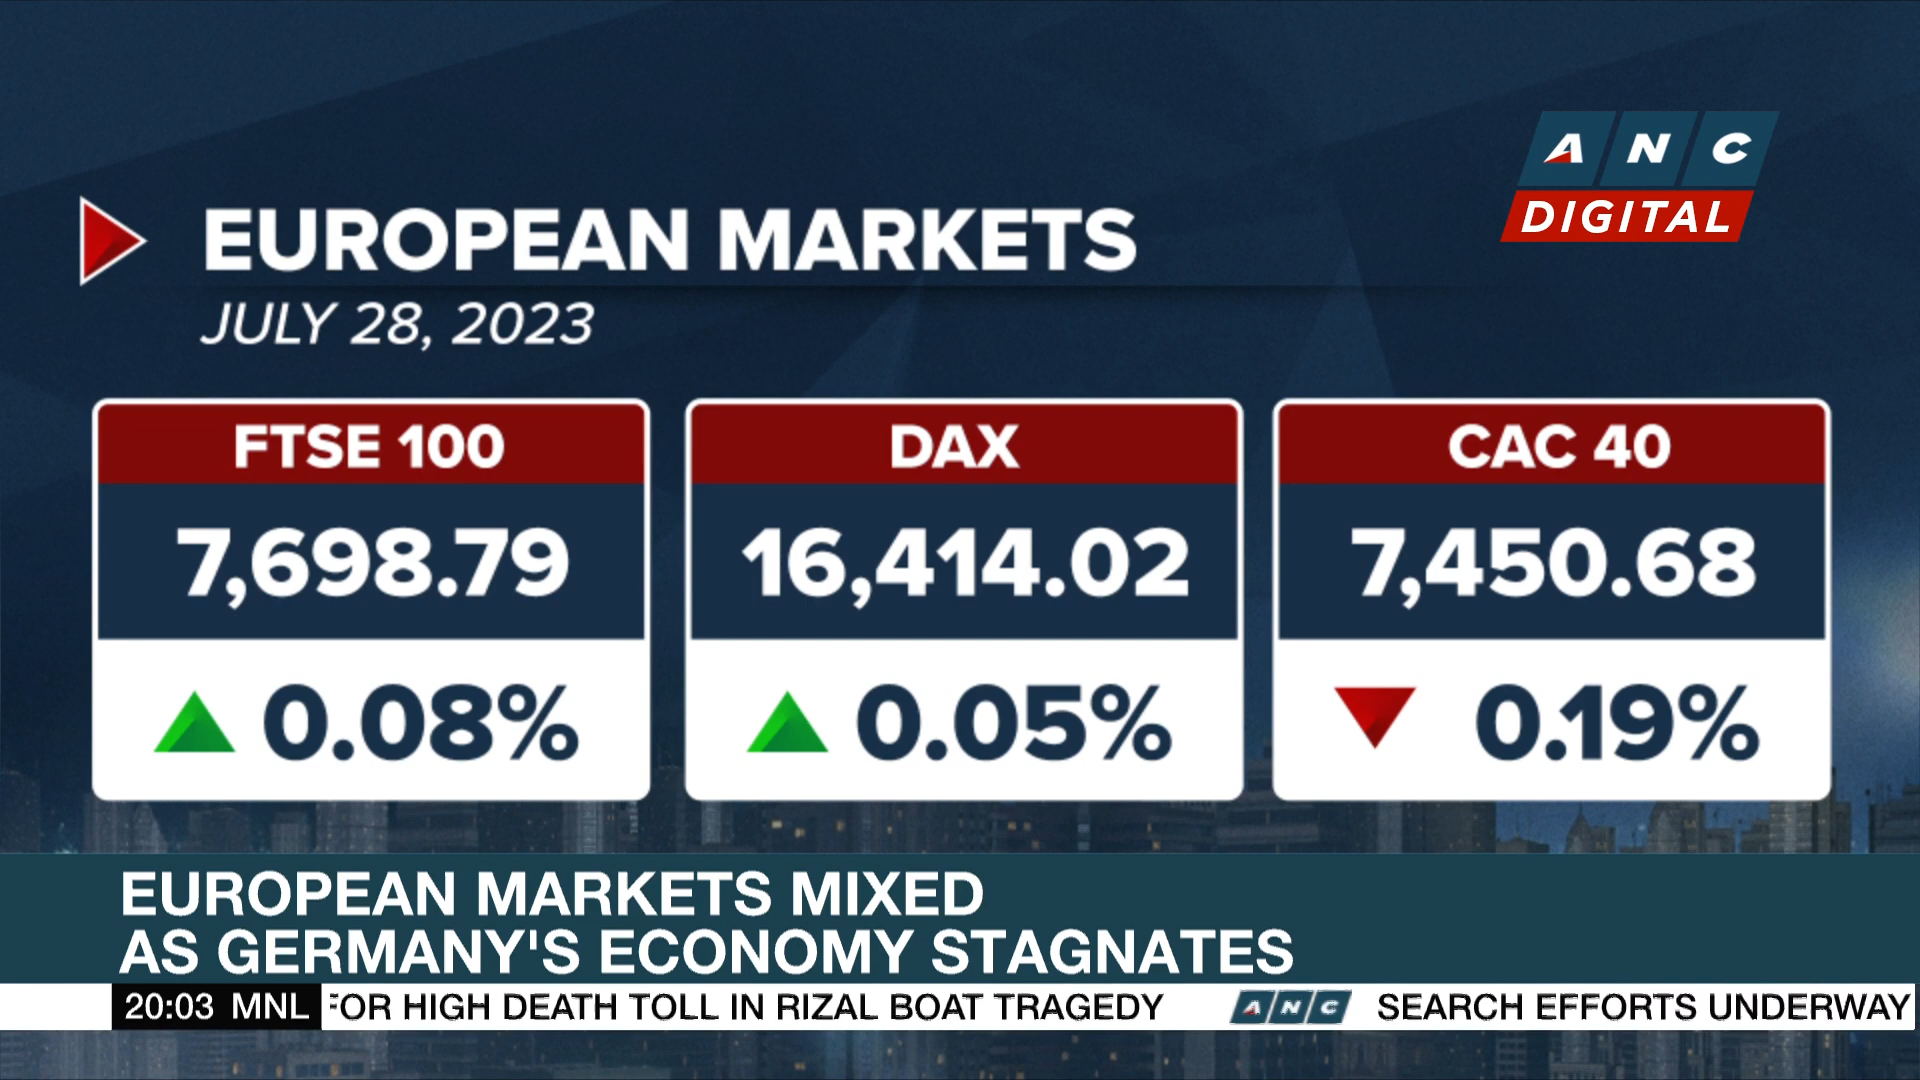 ANC
DIGITAL
EUROPEAN MARKETS
JULY 28, 2023
FTSE 100
7,698.79
0.08%
DAX
16,414.02
0.05%
CAC 40
7,450.68
0.19%
EUROPEAN MARKETS MIXED
AS GERMANY'S ECONOMY STAGNATES
20:03 MNL FOR HIGH DEATH TOLL IN RIZAL BOAT TRAGEDY ANC SEARCH EFFORTS UNDERWAY